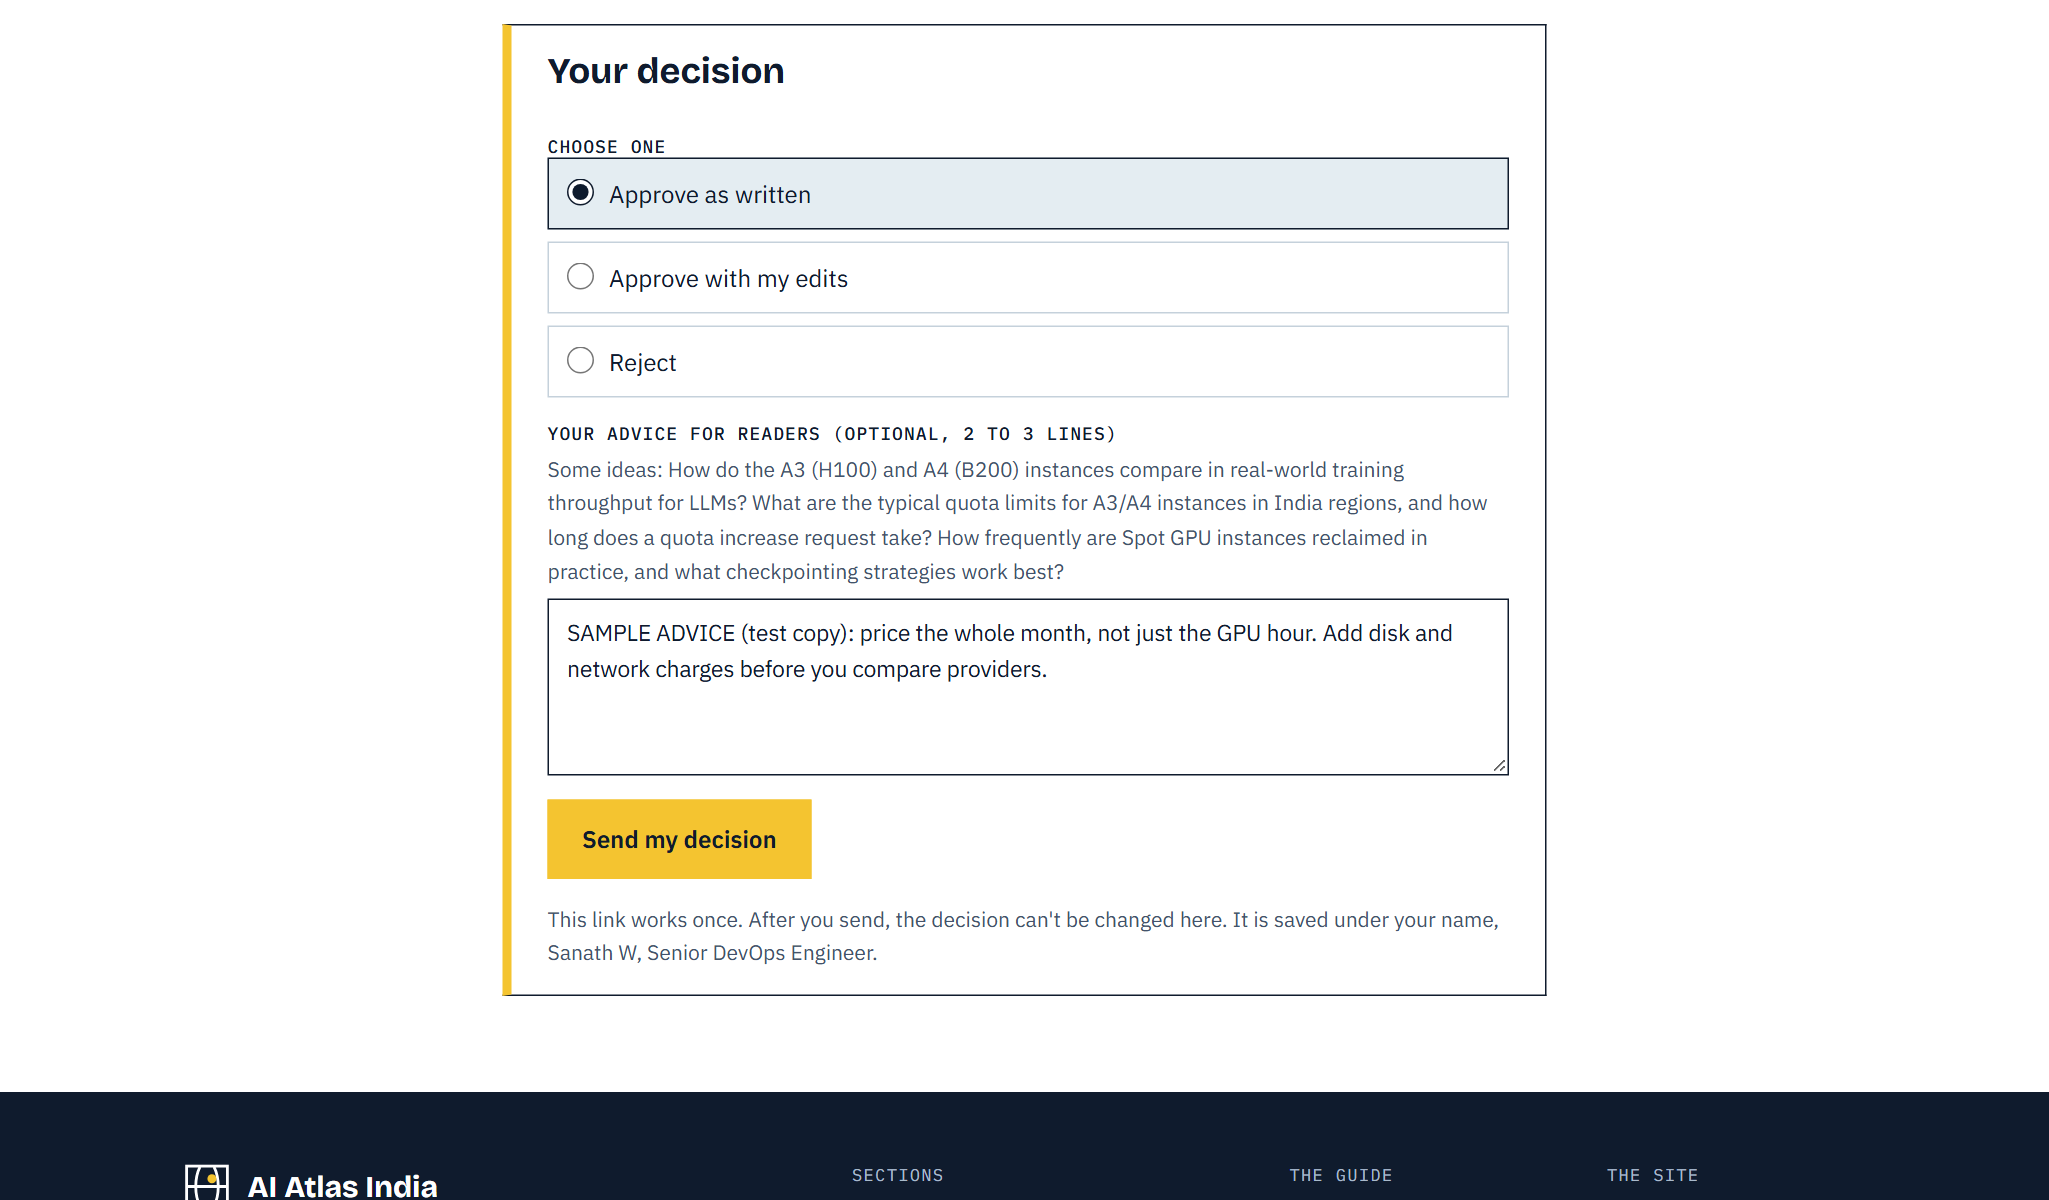 Your decision
CHOOSE ONE
Approve as written
Approve with my edits
Reject
YOUR ADVICE FOR READERS (OPTIONAL, 2 TO 3 LINES)
Some ideas: How do the A3 (H100) and A4 (B200) instances compare in real-world training
throughput for LLMs? What are the typical quota limits for A3/A4 instances in India regions, and how
long does a quota increase request take? How frequently are Spot GPU instances reclaimed in
practice, and what checkpointing strategies work best?
SAMPLE ADVICE (test copy): price the whole month, not just the GPU hour. Add disk and
network charges before you compare providers.
Send my decision
This link works once. After you send, the decision can't be changed here. It is saved under your name,
Sanath W, Senior DevOps Engineer.
AI Atlas India
SECTIONS
THE GUIDE
THE SITE